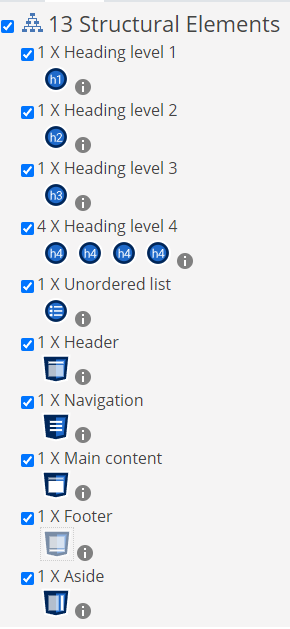 13 Structural Elements
1 X Heading level 1
h1 i
1 X Heading level 2
h2 i
1 X Heading level 3
h3 i
4 X Heading level 4
h4 h4 h4 h4 i
1 X Unordered list
i
1 X Header
i
1 X Navigation
i
1 X Main content
i
1 X Footer
i
1 X Aside
i